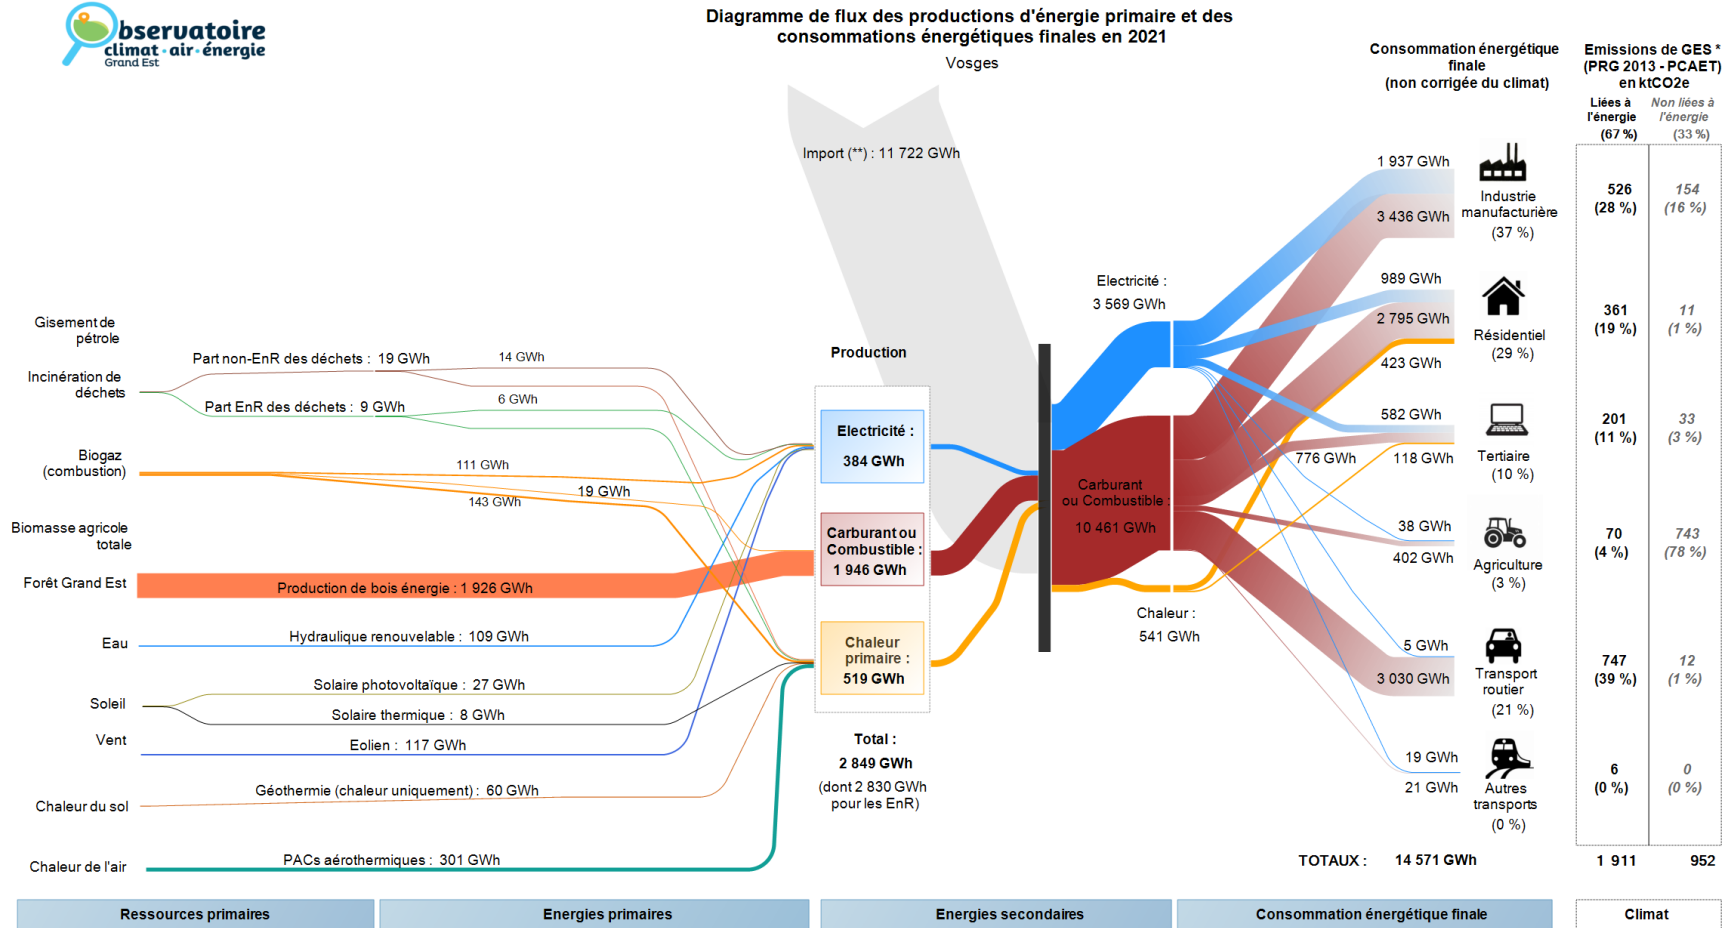 Observatoire
climat · air · énergie
Grand Est
Diagramme de flux des productions d'énergie primaire et des
consommations énergétiques finales en 2021
Vosges
Consommation énergétique
finale
(non corrigée du climat)
Emissions de GES *
(PRG 2013 - PCAET)
en ktCO2e
Liées à
l'énergie
(67 %)
Non liées à
l'énergie
(33 %)
Import (**) : 11 722 GWh
Gisement de
pétrole
Incinération de
déchets
Biogaz
(combustion)
Biomasse agricole
totale
Forêt Grand Est
Eau
Soleil
Vent
Chaleur du sol
Chaleur de l'air
Part non-EnR des déchets : 19 GWh
14 GWh
Part EnR des déchets : 9 GWh
6 GWh
111 GWh
19 GWh
143 GWh
Production de bois énergie : 1 926 GWh
Hydraulique renouvelable : 109 GWh
Solaire photovoltaïque : 27 GWh
Solaire thermique : 8 GWh
Eolien : 117 GWh
Géothermie (chaleur uniquement) : 60 GWh
PACs aérothermiques : 301 GWh
Production
Electricité :
384 GWh
Carburant ou
Combustible :
1 946 GWh
Chaleur
primaire :
519 GWh
Total :
2 849 GWh
(dont 2 830 GWh
pour les EnR)
Electricité :
3 569 GWh
Carburant
ou Combustible :
10 461 GWh
Chaleur :
541 GWh
1 937 GWh
3 436 GWh
Industrie
manufacturière
(37 %)
526
(28 %)
154
(16 %)
989 GWh
2 795 GWh
423 GWh
Résidentiel
(29 %)
361
(19 %)
11
(1 %)
582 GWh
776 GWh
118 GWh
Tertiaire
(10 %)
201
(11 %)
33
(3 %)
38 GWh
402 GWh
Agriculture
(3 %)
70
(4 %)
743
(78 %)
5 GWh
3 030 GWh
Transport
routier
(21 %)
747
(39 %)
12
(1 %)
19 GWh
21 GWh
Autres
transports
(0 %)
6
(0 %)
0
(0 %)
TOTAUX : 14 571 GWh
1 911
952
Ressources primaires
Energies primaires
Energies secondaires
Consommation énergétique finale
Climat